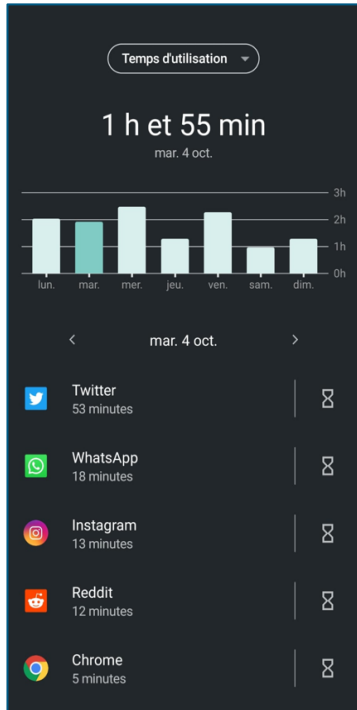 Temps d'utilisation
1 h et 55 min
mar. 4 oct.
3h
2h
1h
0h
lun. mar. mer. jeu. ven. sam. dim.
mar. 4 oct.
Twitter
53 minutes
WhatsApp
18 minutes
Instagram
13 minutes
Reddit
12 minutes
Chrome
5 minutes